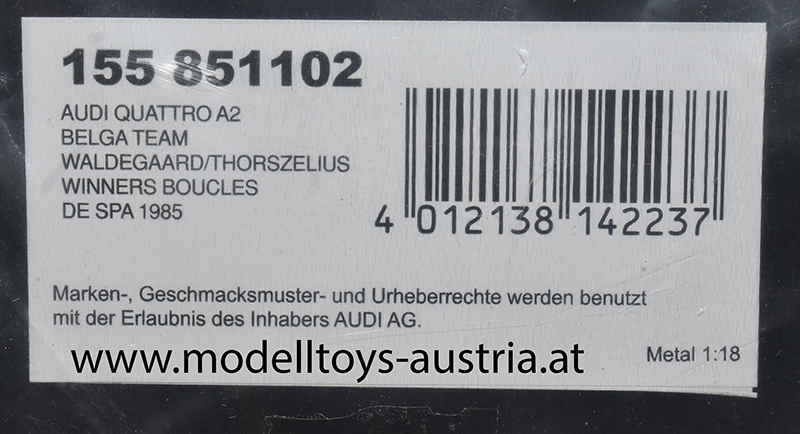 155 851102
AUDI QUATTRO A2
BELGA TEAM
WALDEGAARD/THORSZELIUS
WINNERS BOUCLES
DE SPA 1985
4 012138 142237
Marken-, Geschmacksmuster- und Urheberrechte werden benutzt
mit der Erlaubnis des Inhabers AUDI AG.
www.modelltoys-austria.at
Metal 1:18